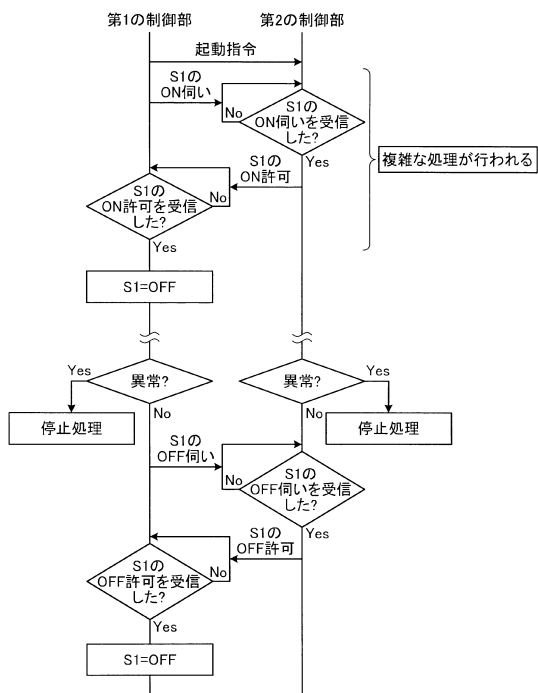 第1の制御部
第2の制御部
起動指令
S1の
ON伺い
No
S1の
ON伺いを受信
した?
Yes
複雑な処理が行われる
S1の
ON許可
No
S1の
ON許可を受信
した?
Yes
S1=OFF
Yes
異常?
No
停止処理
異常?
Yes
No
停止処理
S1の
OFF伺い
No
S1の
OFF伺いを受信
した?
Yes
S1の
OFF許可
No
S1の
OFF許可を受信
した?
Yes
S1=OFF